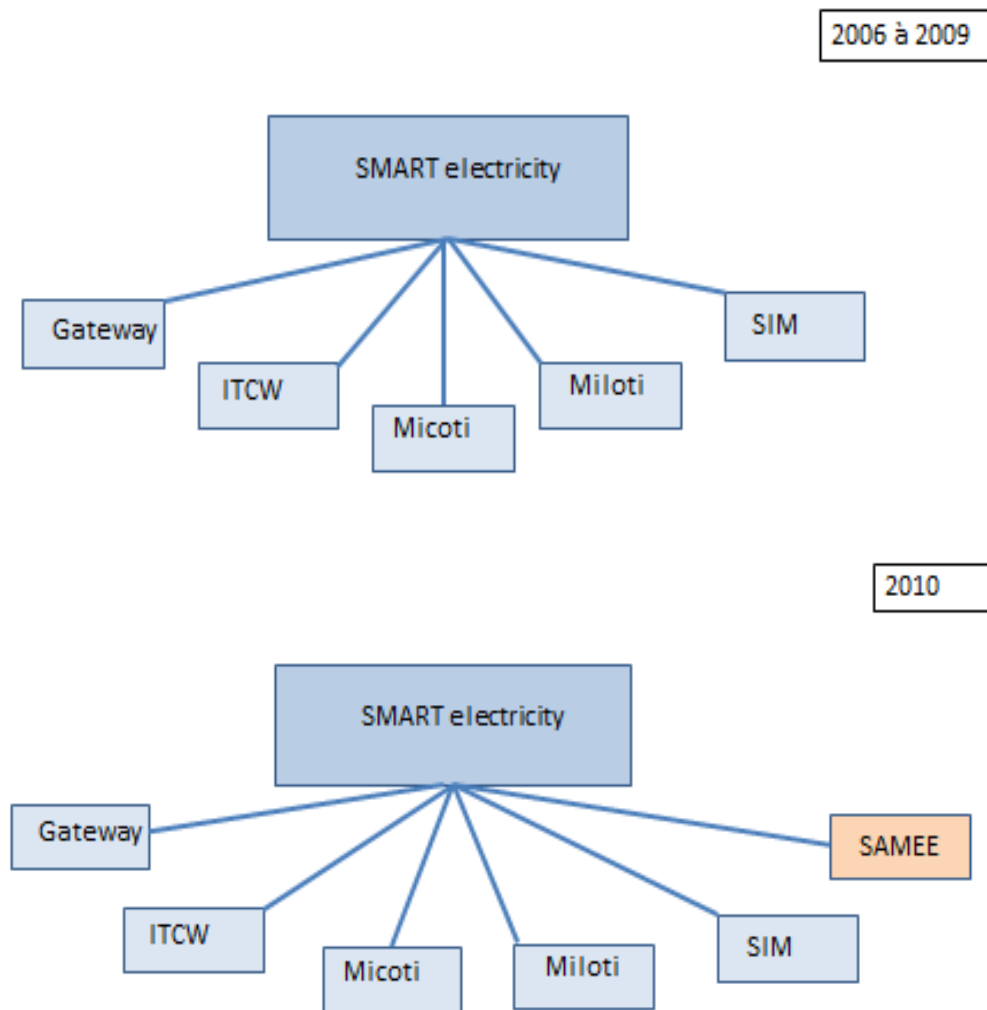 2006 à 2009
SMART electricity
Gateway
SIM
ITCW
Miloti
Micoti
2010
SMART electricity
Gateway
SAMEE
ITCW
Micoti
Miloti
SIM